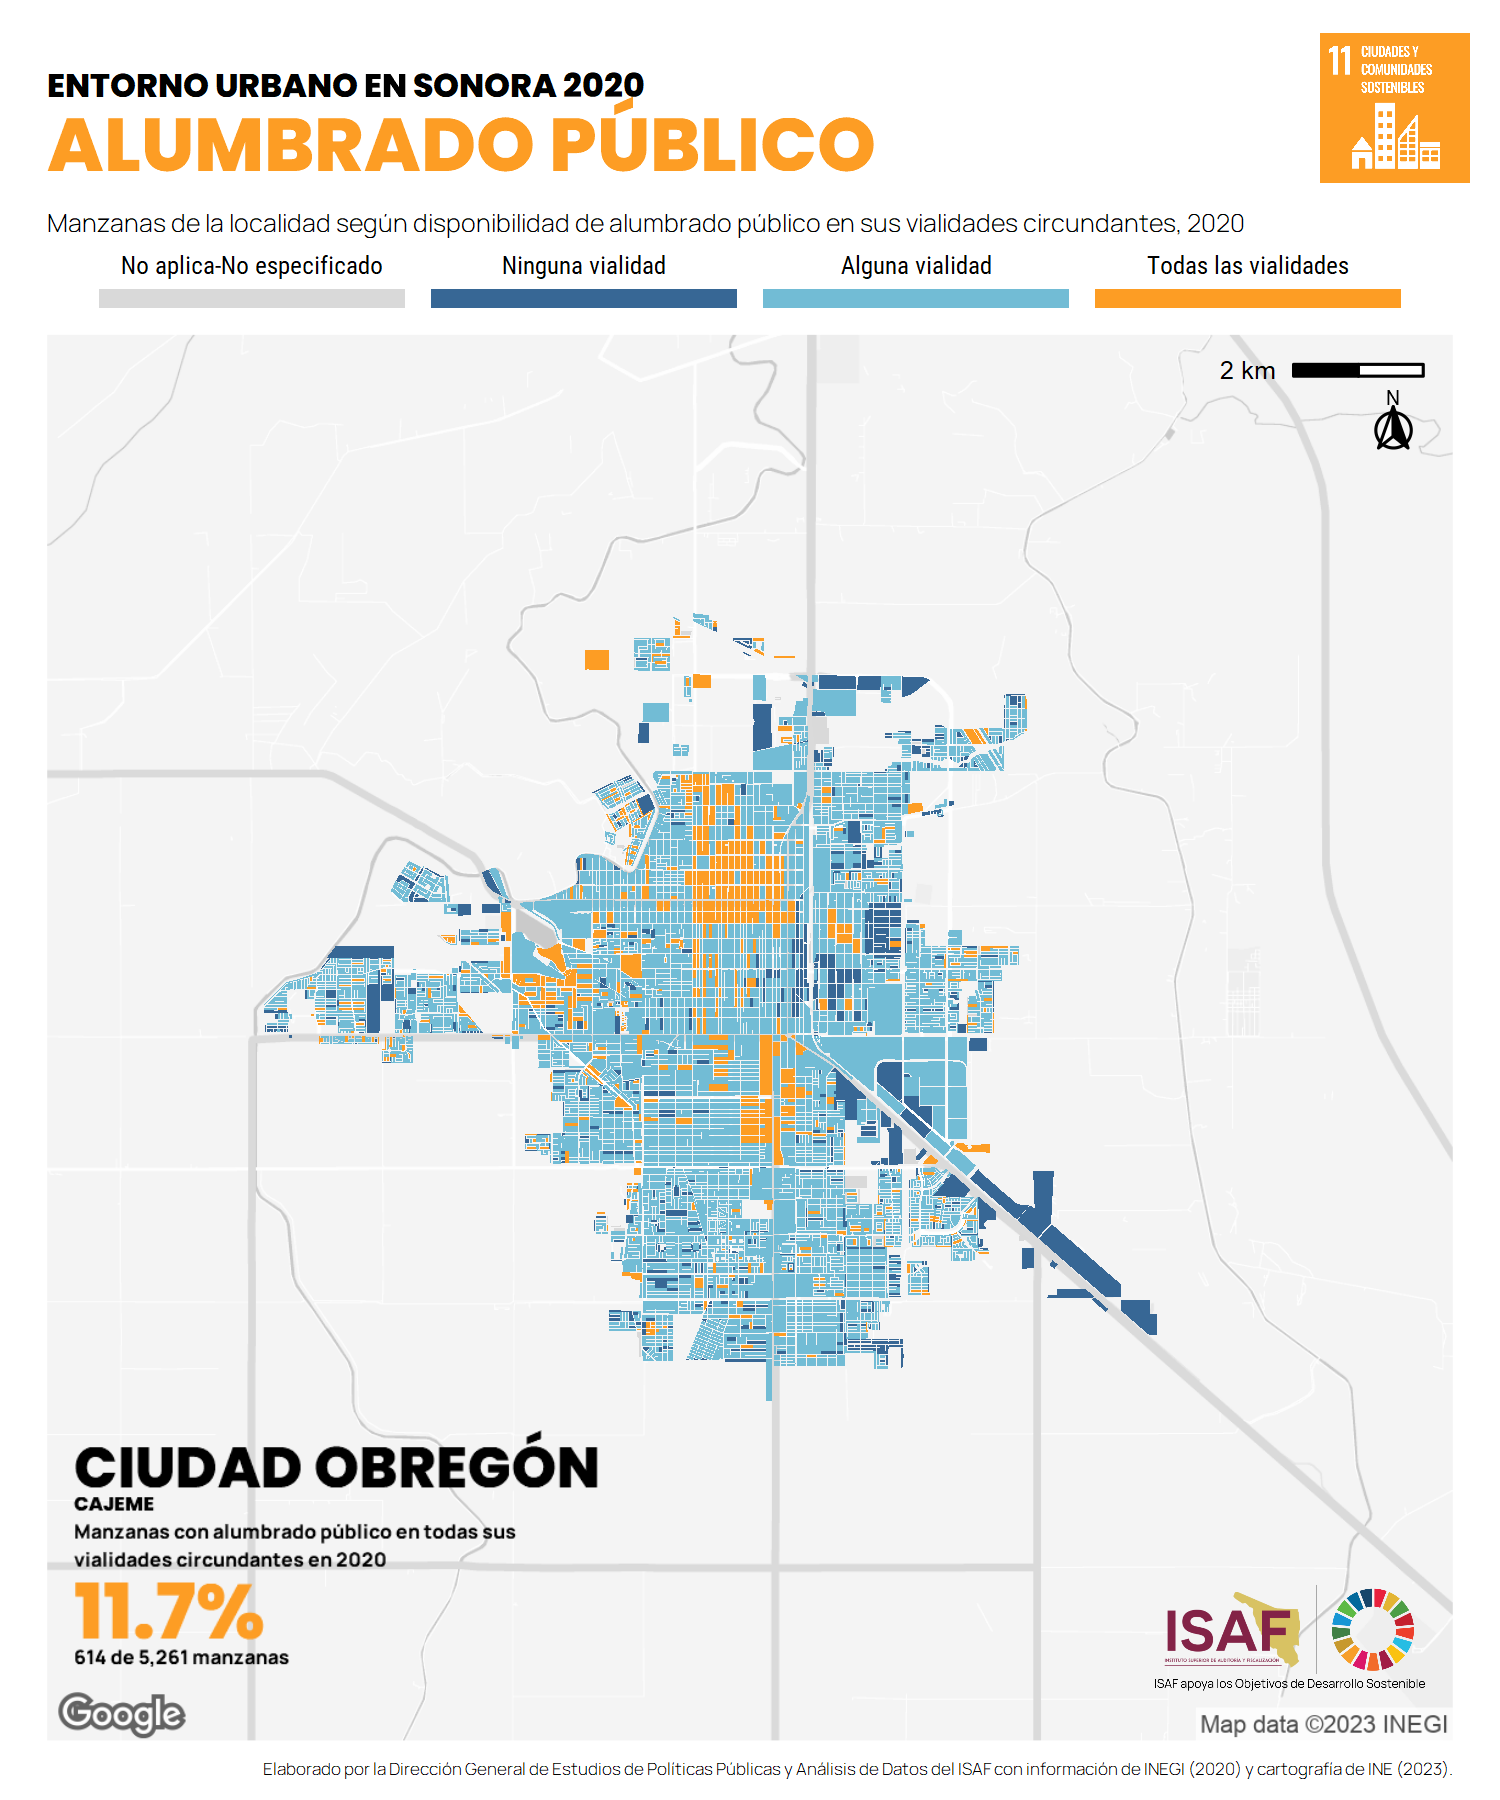 ENTORNO URBANO EN SONORA 2020
ALUMBRADO PÚBLICO
11 CIUDADES Y
COMUNIDADES
SOSTENIBLES
Manzanas de la localidad según disponibilidad de alumbrado público en sus vialidades circundantes, 2020
No aplica-No especificado Ninguna vialidad Alguna vialidad Todas las vialidades
2 km
N
CIUDAD OBREGÓN
CAJEME
Manzanas con alumbrado público en todas sus
vialidades circundantes en 2020
11.7%
614 de 5,261 manzanas
ISAF
INSTITUTO SUPERIOR DE AUDITORÍA Y FISCALIZACIÓN
ISAF apoya los Objetivos de Desarrollo Sostenible
Google
Map data ©2023 INEGI
Elaborado por la Dirección General de Estudios de Políticas Públicas y Análisis de Datos del ISAF con información de INEGI (2020) y cartografía de INE (2023).